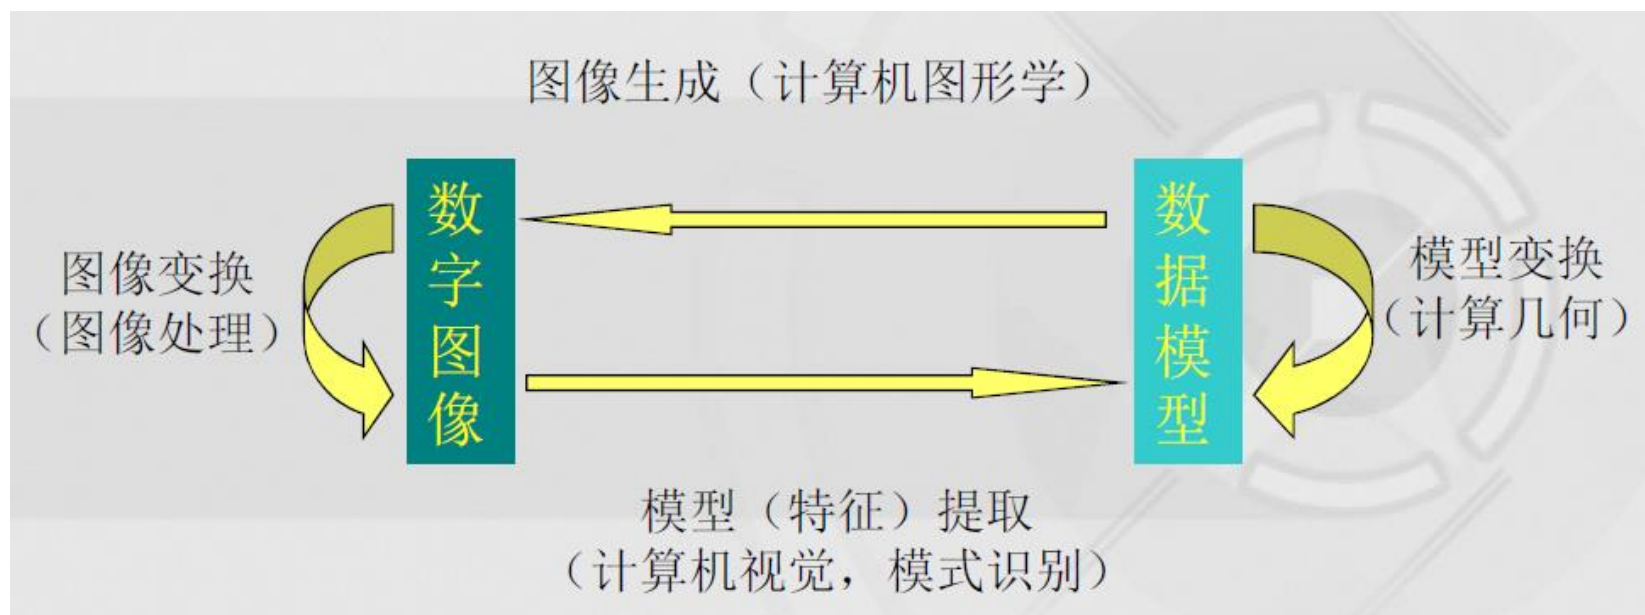 图像生成（计算机图形学）
数字图像
数据模型
图像变换
（图像处理）
模型变换
（计算几何）
模型（特征）提取
（计算机视觉，模式识别）